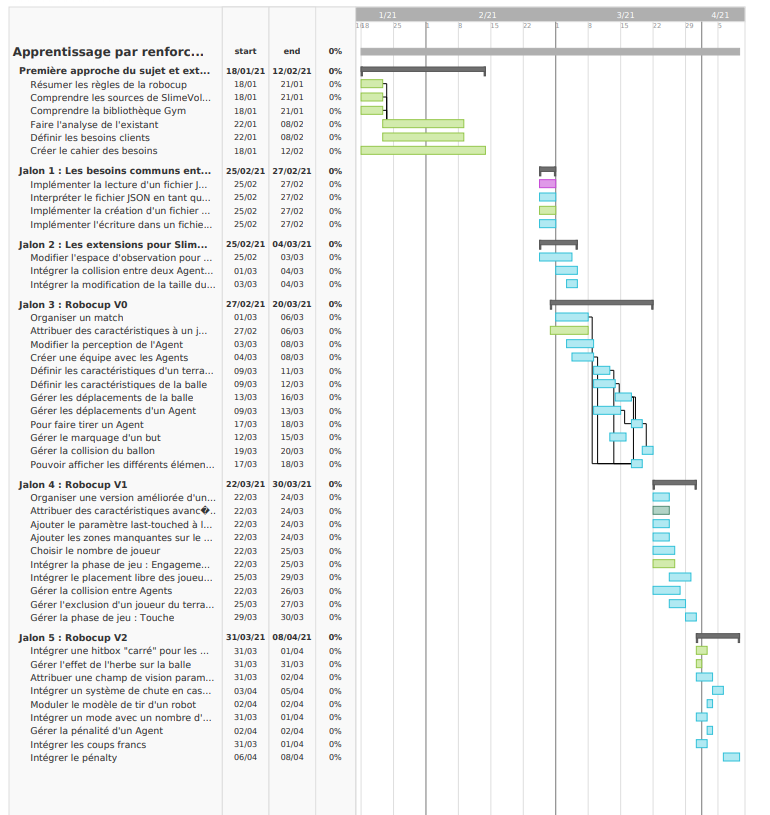 1/21 2/21 3/21 4/21
18 25 1 8 15 22 1 8 15 22 29 5
Apprentissage par renforc... start end 0%
Première approche du sujet et ext... 18/01/21 12/02/21 0%
Résumer les règles de la robocup 18/01 21/01 0%
Comprendre les sources de SlimeVol... 18/01 21/01 0%
Comprendre la bibliothèque Gym 18/01 21/01 0%
Faire l'analyse de l'existant 22/01 08/02 0%
Définir les besoins clients 22/01 08/02 0%
Créer le cahier des besoins 18/01 12/02 0%
Jalon 1 : Les besoins communs ent... 25/02/21 27/02/21 0%
Implémenter la lecture d'un fichier J... 25/02 27/02 0%
Interpréter le fichier JSON en tant qu... 25/02 27/02 0%
Implémenter la création d'un fichier ... 25/02 27/02 0%
Implémenter l'écriture dans un fichie... 25/02 27/02 0%
Jalon 2 : Les extensions pour Slim... 25/02/21 04/03/21 0%
Modifier l'espace d'observation pour ... 25/02 03/03 0%
Intégrer la collision entre deux Agent... 01/03 04/03 0%
Intégrer la modification de la taille du... 03/03 04/03 0%
Jalon 3 : Robocup V0 27/02/21 20/03/21 0%
Organiser un match 01/03 06/03 0%
Attribuer des caractéristiques à un j... 27/02 06/03 0%
Modifier la perception de l'Agent 03/03 08/03 0%
Créer une équipe avec les Agents 04/03 08/03 0%
Définir les caractéristiques d'un terra... 09/03 11/03 0%
Définir les caractéristiques de la balle 09/03 12/03 0%
Gérer les déplacements de la balle 13/03 16/03 0%
Gérer les déplacements d'un Agent 09/03 13/03 0%
Pour faire tirer un Agent 17/03 18/03 0%
Gérer le marquage d'un but 12/03 15/03 0%
Gérer la collision du ballon 19/03 20/03 0%
Pouvoir afficher les différents élémen... 17/03 18/03 0%
Jalon 4 : Robocup V1 22/03/21 30/03/21 0%
Organiser une version améliorée d'un... 22/03 24/03 0%
Attribuer des caractéristiques avanc�.. 22/03 24/03 0%
Ajouter le paramètre last-touched à l... 22/03 24/03 0%
Ajouter les zones manquantes sur le ... 22/03 24/03 0%
Choisir le nombre de joueur 22/03 25/03 0%
Intégrer la phase de jeu : Engageme... 22/03 25/03 0%
Intégrer le placement libre des joueu... 25/03 29/03 0%
Gérer la collision entre Agents 22/03 26/03 0%
Gérer l'exclusion d'un joueur du terra... 25/03 27/03 0%
Gérer la phase de jeu : Touche 29/03 30/03 0%
Jalon 5 : Robocup V2 31/03/21 08/04/21 0%
Intégrer une hitbox "carré" pour les ... 31/03 01/04 0%
Gérer l'effet de l'herbe sur la balle 31/03 31/03 0%
Attribuer une champ de vision param... 31/03 02/04 0%
Intégrer un système de chute en cas... 03/04 05/04 0%
Moduler le modèle de tir d'un robot 02/04 02/04 0%
Intégrer un mode avec un nombre d'... 31/03 01/04 0%
Gérer la pénalité d'un Agent 02/04 02/04 0%
Intégrer les coups francs 31/03 01/04 0%
Intégrer le pénalty 06/04 08/04 0%